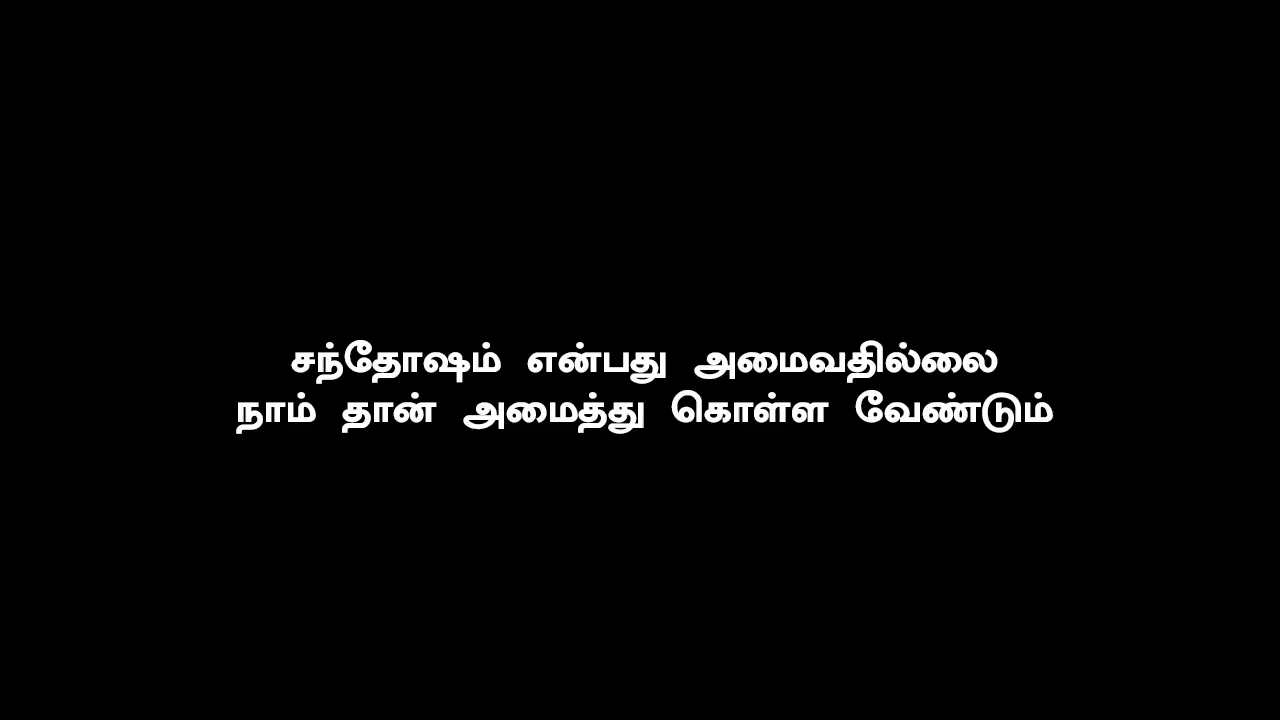 சந்தோஷம் என்பது அமைவதில்லை
நாம் தான் அமைத்து கொள்ள வேண்டும்